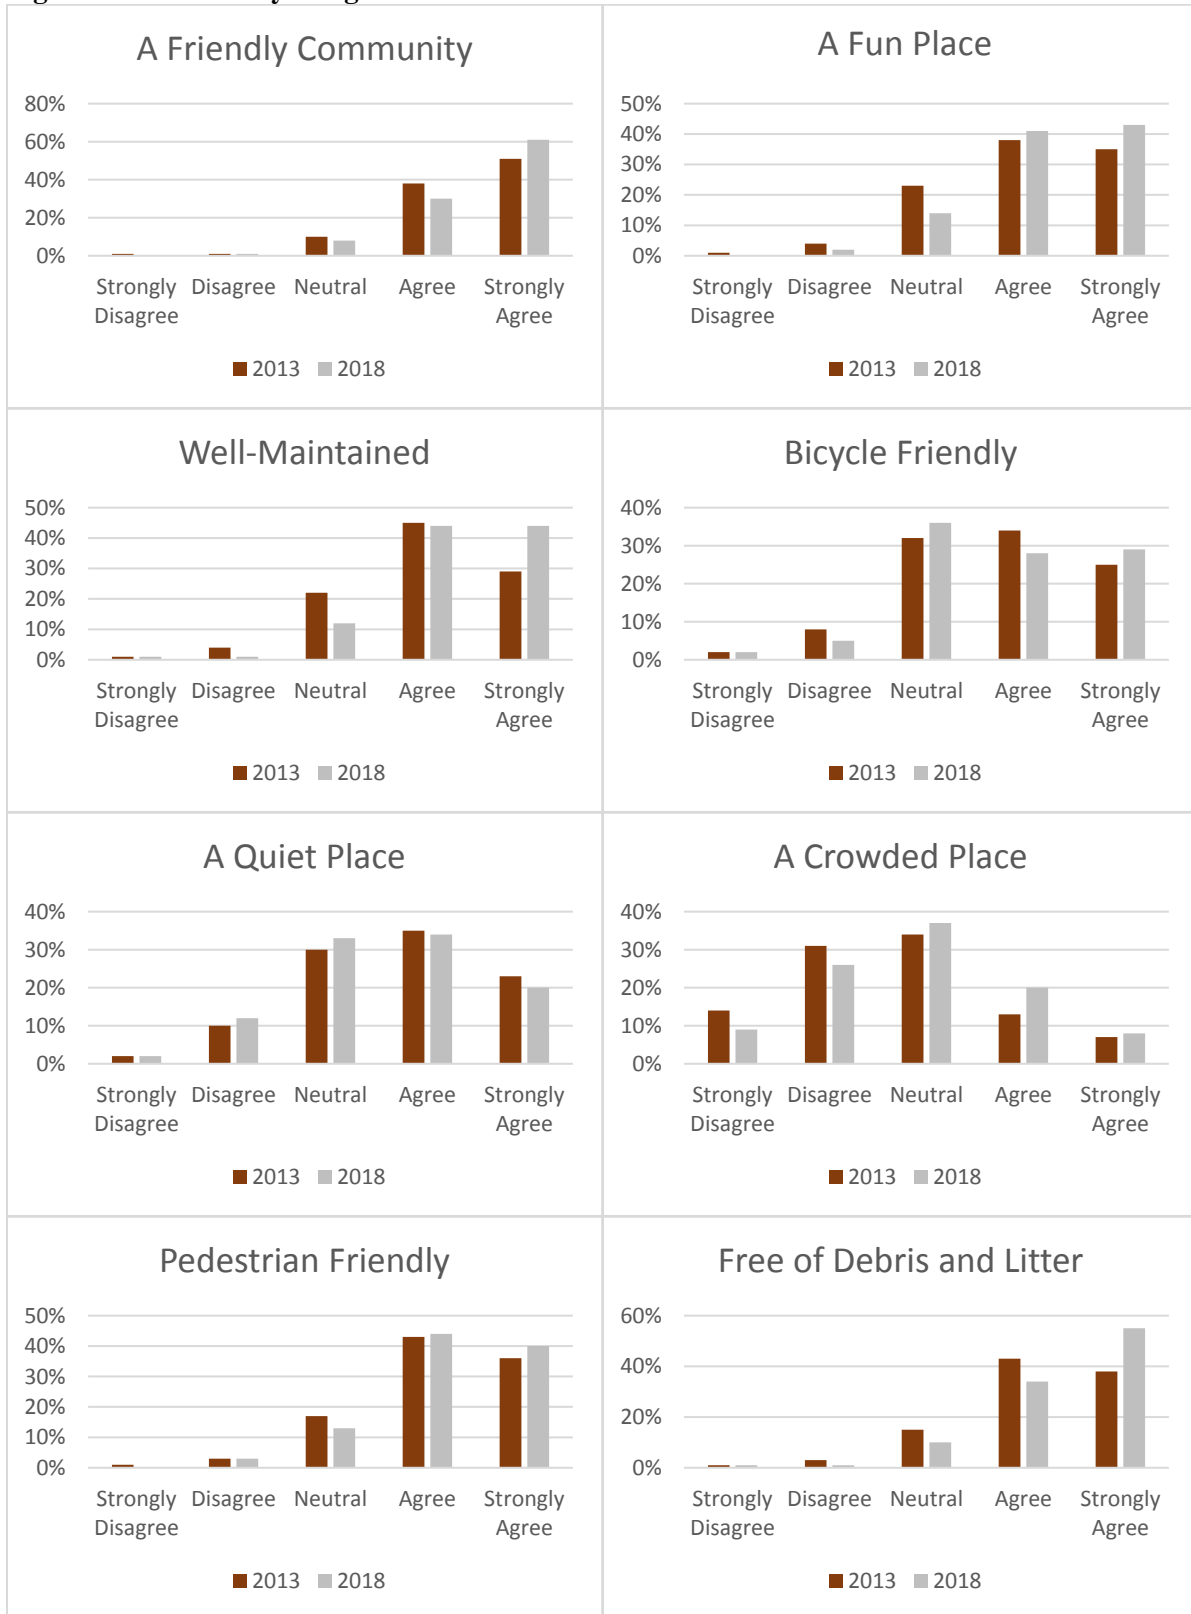 A Friendly Community
80%
60%
40%
20%
0%
Strongly Disagree Neutral Agree Strongly
Disagree Agree
2013 2018
A Fun Place
50%
40%
30%
20%
10%
0%
Strongly Disagree Neutral Agree Strongly
Disagree Agree
2013 2018
Well-Maintained
50%
40%
30%
20%
10%
0%
Strongly Disagree Neutral Agree Strongly
Disagree Agree
2013 2018
Bicycle Friendly
40%
30%
20%
10%
0%
Strongly Disagree Neutral Agree Strongly
Disagree Agree
2013 2018
A Quiet Place
40%
30%
20%
10%
0%
Strongly Disagree Neutral Agree Strongly
Disagree Agree
2013 2018
A Crowded Place
40%
30%
20%
10%
0%
Strongly Disagree Neutral Agree Strongly
Disagree Agree
2013 2018
Pedestrian Friendly
50%
40%
30%
20%
10%
0%
Strongly Disagree Neutral Agree Strongly
Disagree Agree
2013 2018
Free of Debris and Litter
60%
40%
20%
0%
Strongly Disagree Neutral Agree Strongly
Disagree Agree
2013 2018